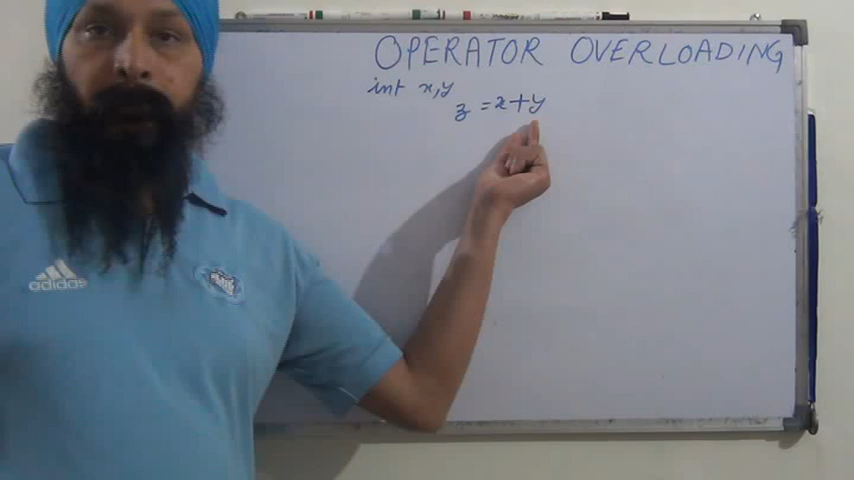 OPERATOR OVERLOADING
int x,y
z = x+y
adidas